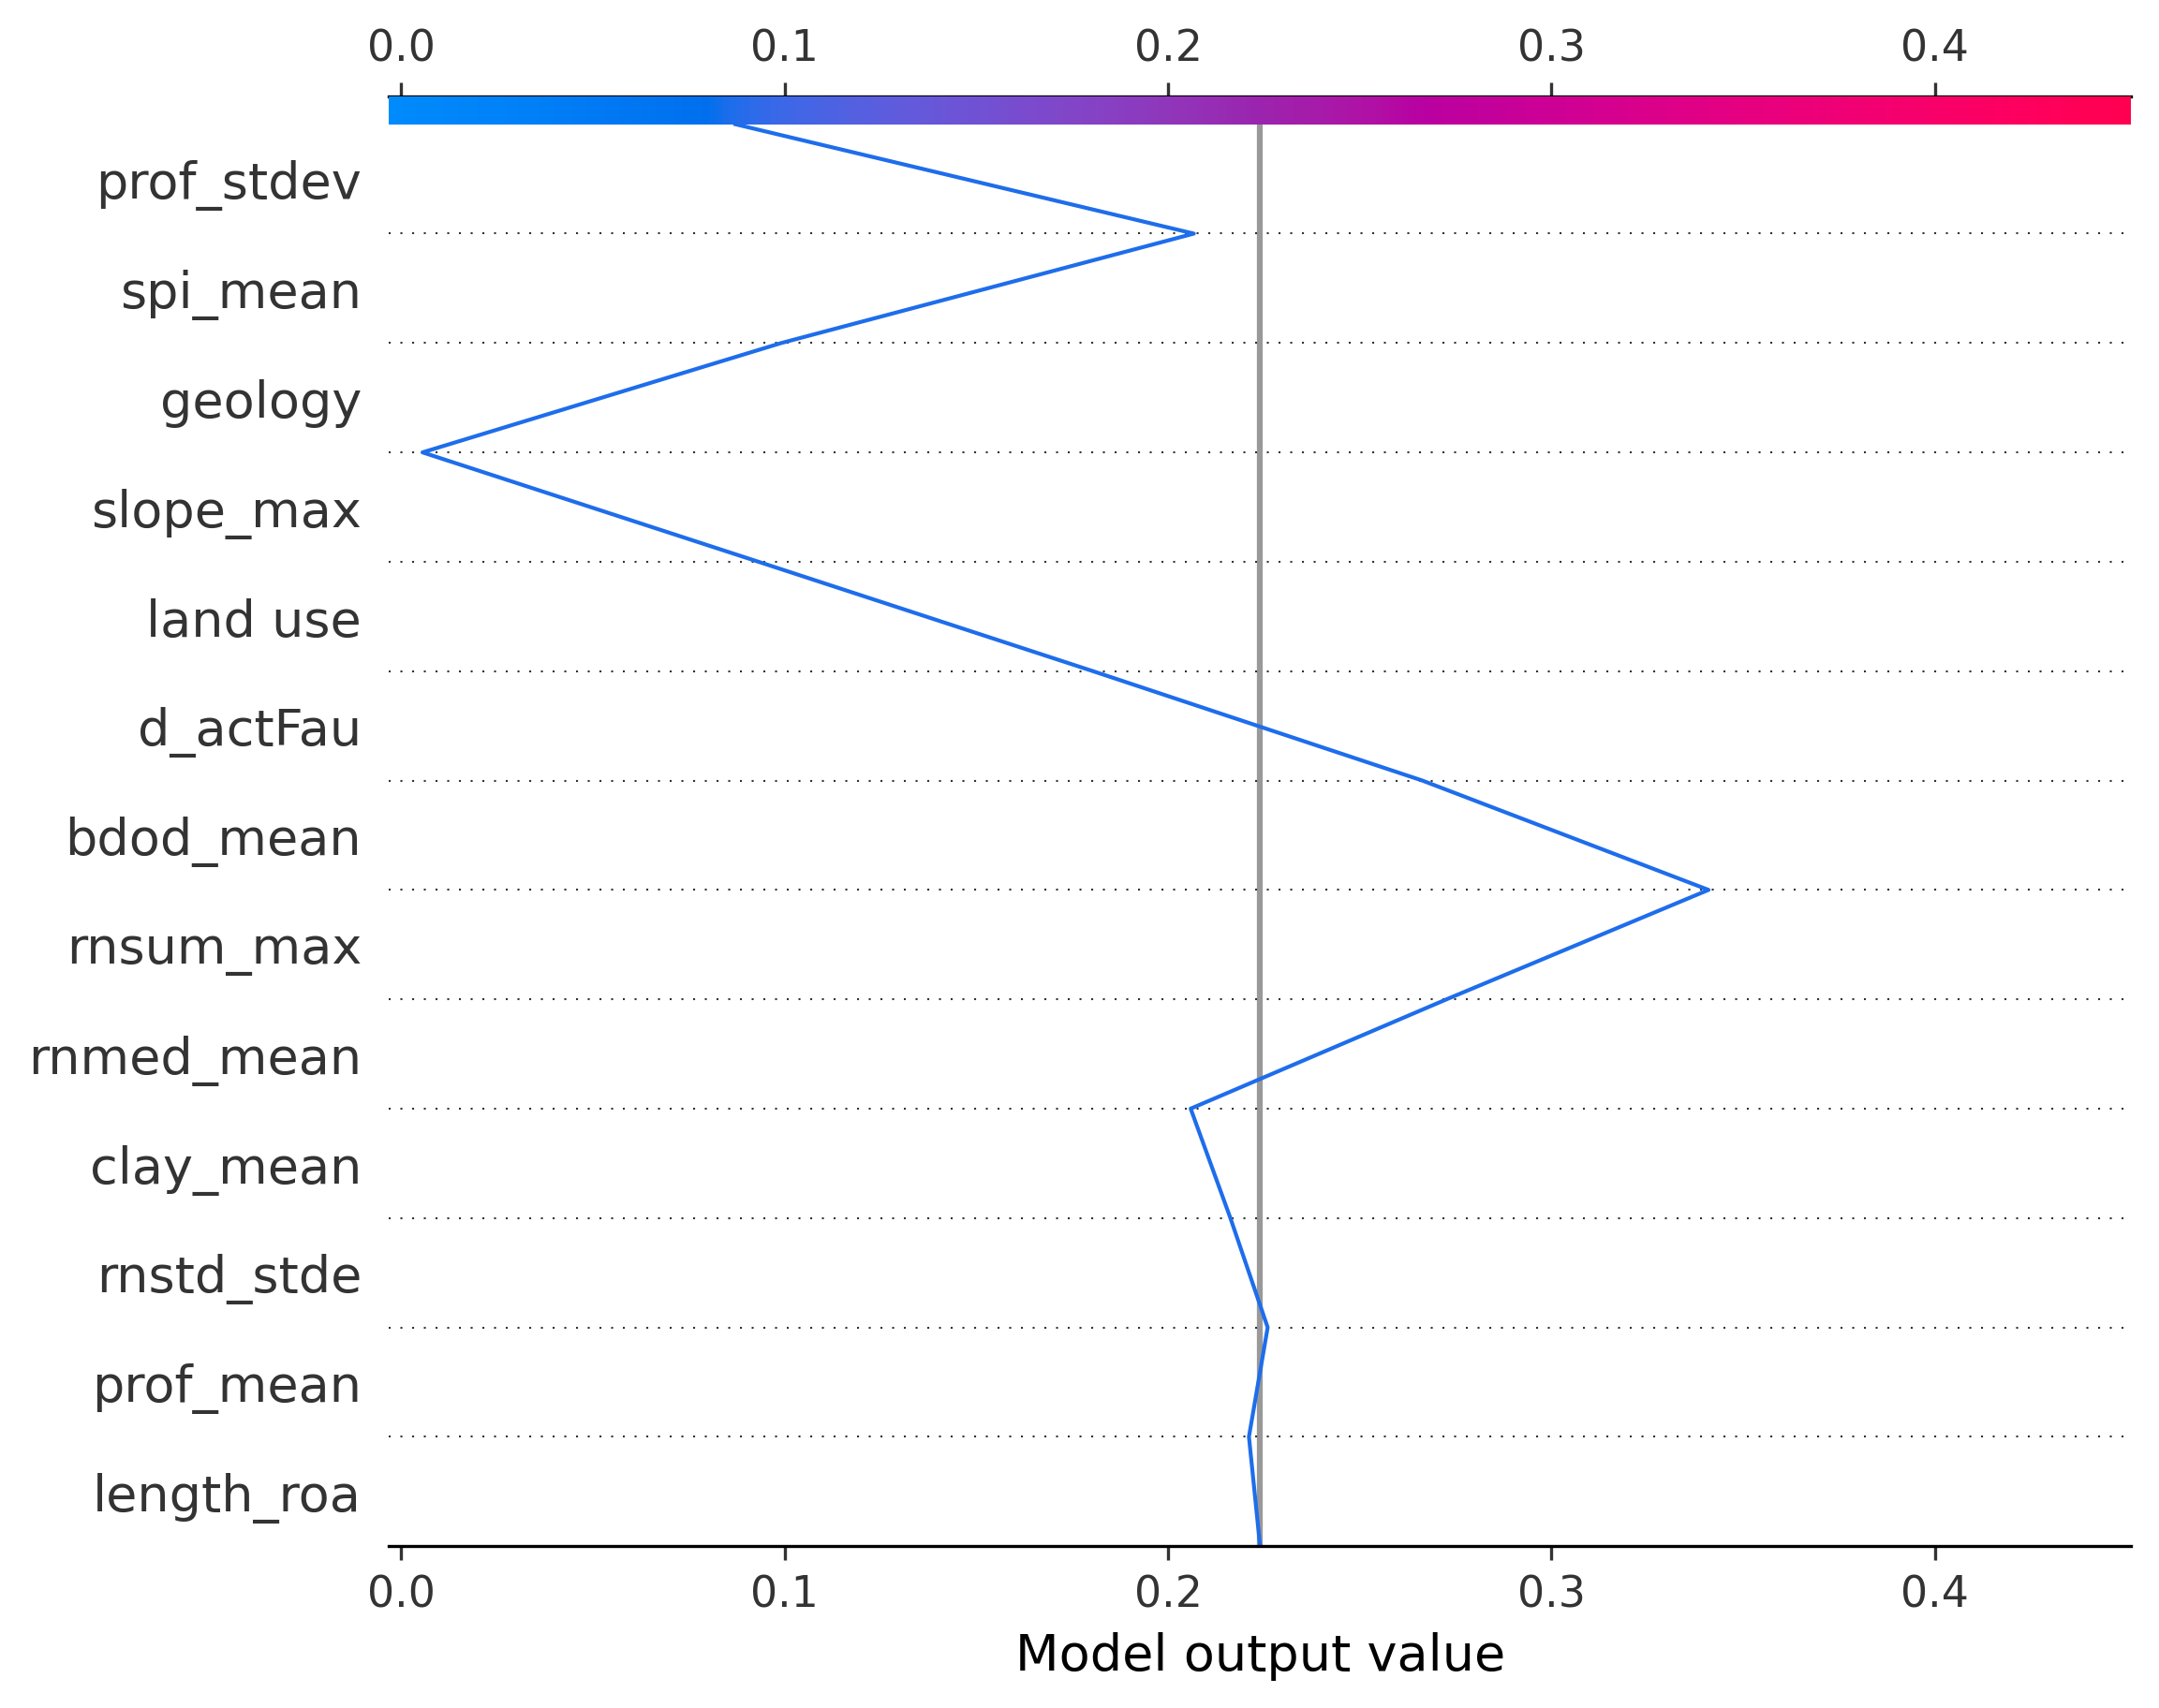 0.0 0.1 0.2 0.3 0.4
prof_stdev
spi_mean
geology
slope_max
land use
d_actFau
bdod_mean
rnsum_max
rnmed_mean
clay_mean
rnstd_stde
prof_mean
length_roa
0.0 0.1 0.2 0.3 0.4
Model output value